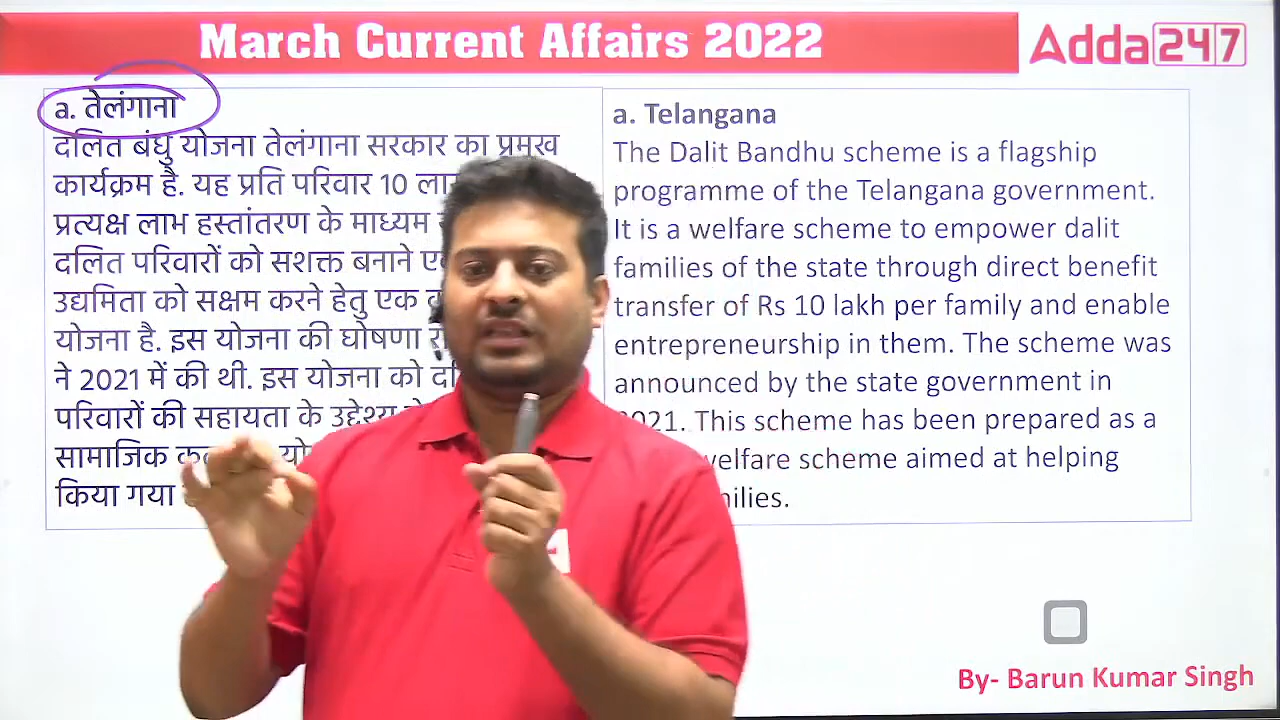 March Current Affairs 2022
Adda247
a. तेलंगाना
दलित बंधु योजना तेलंगाना सरकार का प्रमुख
कार्यक्रम है. यह प्रति परिवार 10
प्रत्यक्ष लाभ हस्तांतरण के माध्यम
दलित परिवारों को सशक्त बनाने
उद्यमिता को सक्षम करने हेतु एक
योजना है. इस योजना की घोषणा
ने 2021 में की थी. इस योजना को
परिवारों की सहायता के उद्देश्य
सामाजिक
किया गया
a. Telangana
The Dalit Bandhu scheme is a flagship
programme of the Telangana government.
It is a welfare scheme to empower dalit
families of the state through direct benefit
transfer of Rs 10 lakh per family and enable
entrepreneurship in them. The scheme was
announced by the state government in
2021. This scheme has been prepared as a
welfare scheme aimed at helping
By- Barun Kumar Singh